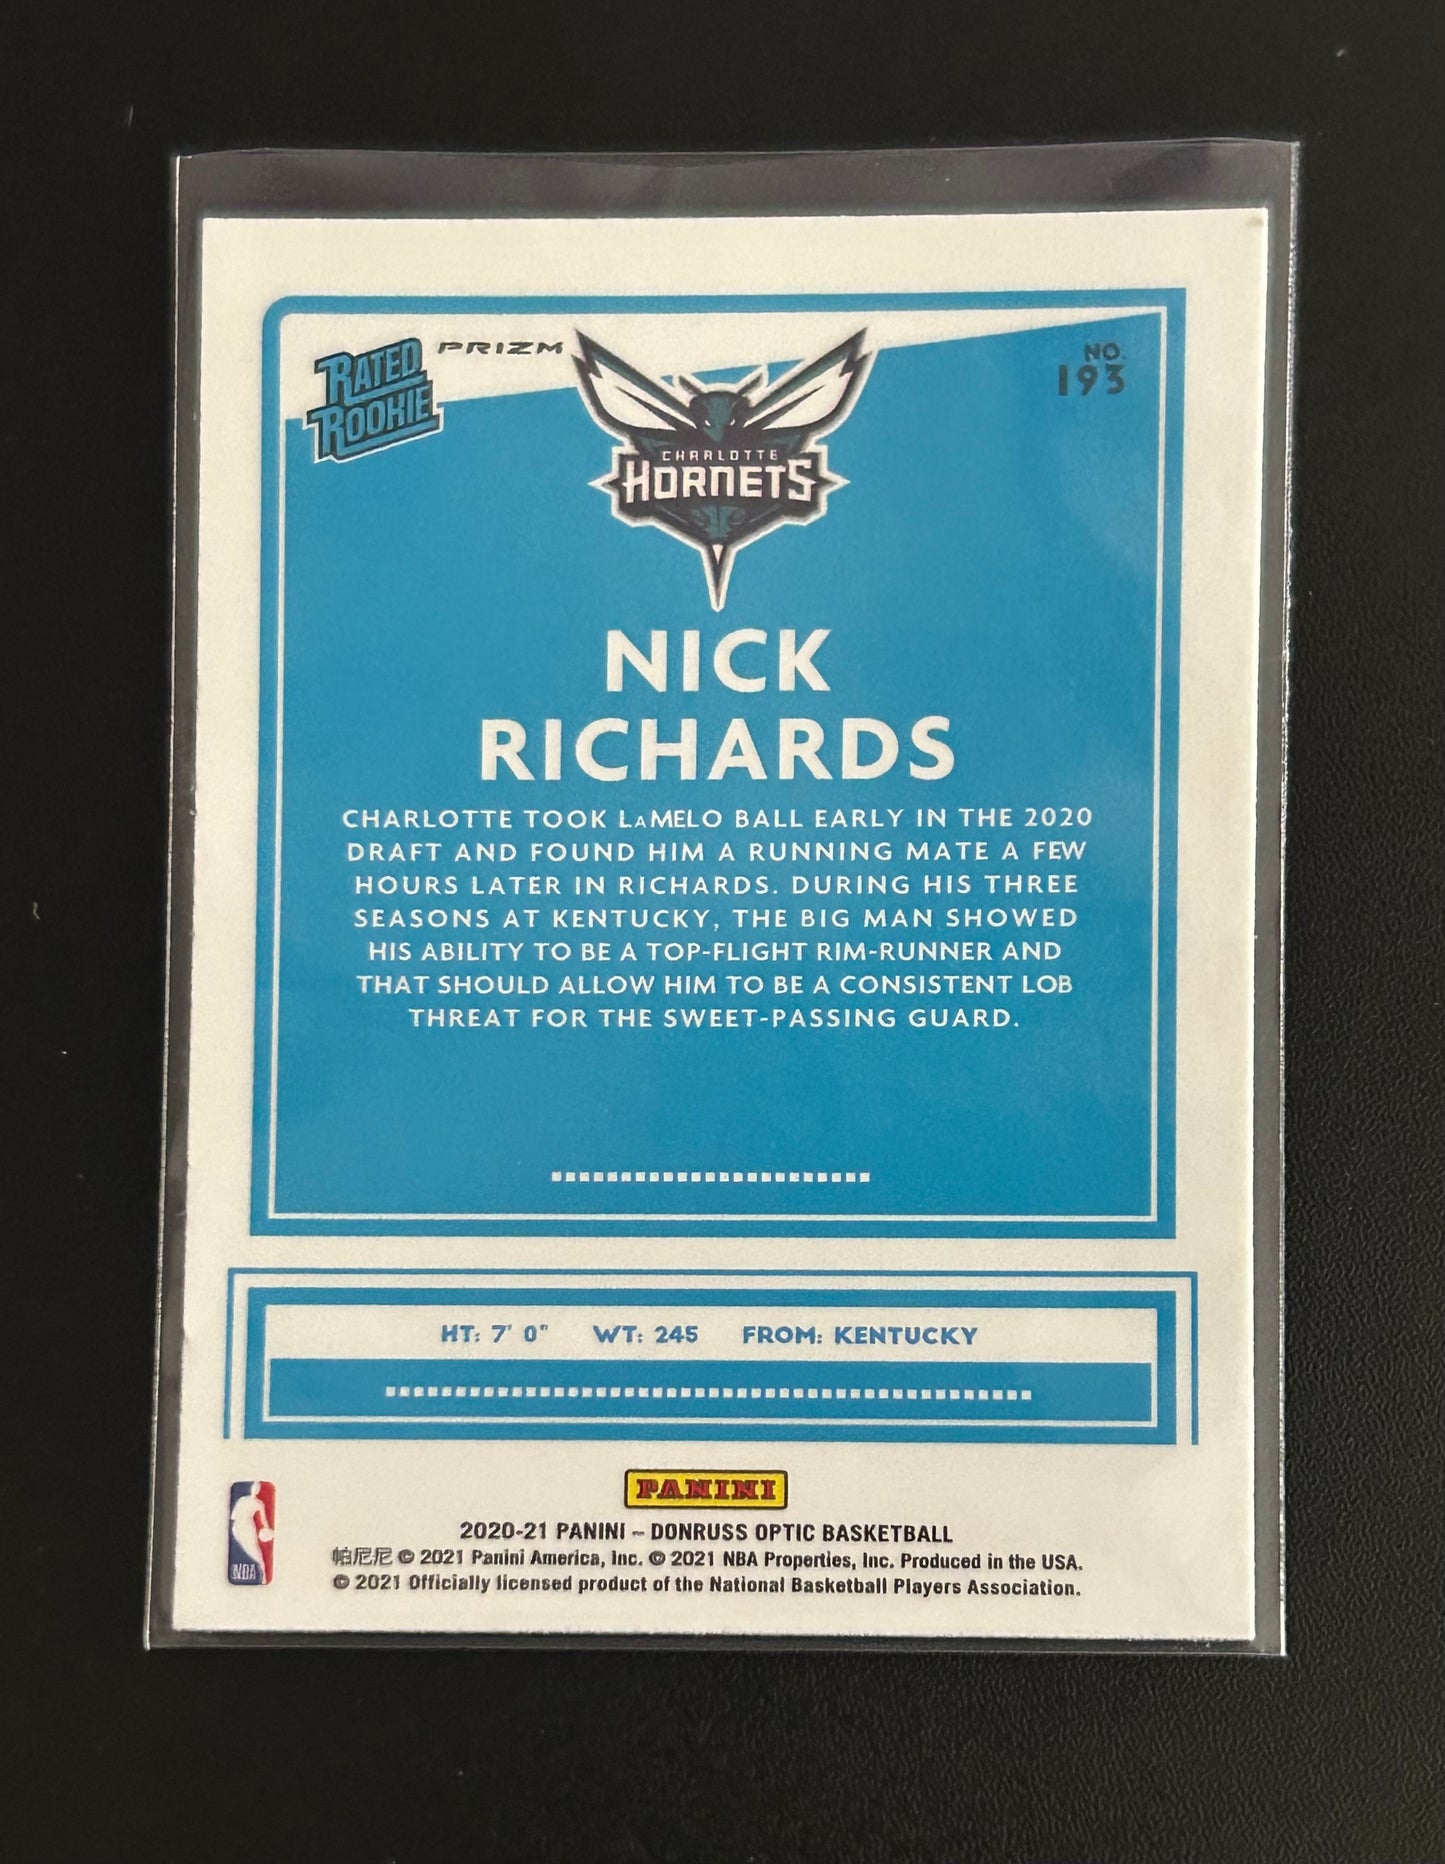 RATED
ROOKIE
PRIZM
NO.
193
CHARLOTTE
HORNETS
NICK
RICHARDS
CHARLOTTE TOOK LaMELO BALL EARLY IN THE 2020
DRAFT AND FOUND HIM A RUNNING MATE A FEW
HOURS LATER IN RICHARDS. DURING HIS THREE
SEASONS AT KENTUCKY, THE BIG MAN SHOWED
HIS ABILITY TO BE A TOP-FLIGHT RIM-RUNNER AND
THAT SHOULD ALLOW HIM TO BE A CONSISTENT LOB
THREAT FOR THE SWEET-PASSING GUARD.
HT: 7' 0" WT: 245 FROM: KENTUCKY
PANINI
2020-21 PANINI – DONRUSS OPTIC BASKETBALL
帕尼尼 © 2021 Panini America, Inc. © 2021 NBA Properties, Inc. Produced in the USA.
© 2021 Officially licensed product of the National Basketball Players Association.
NBA